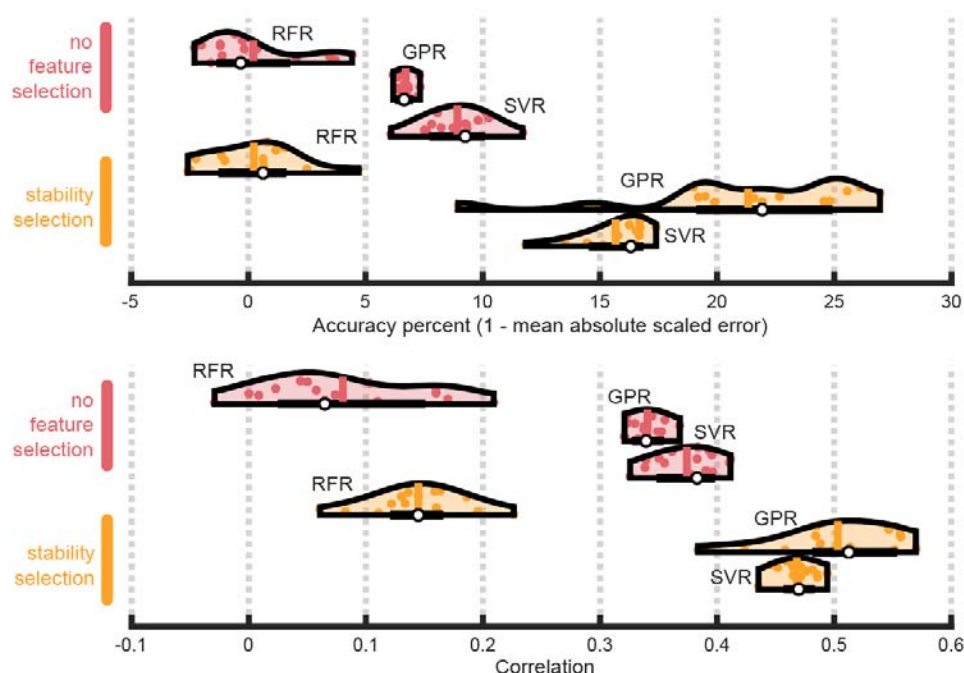 no
feature
selection
RFR
GPR
SVR
stability
selection
RFR
GPR
SVR
-5 0 5 10 15 20 25 30
Accuracy percent (1 - mean absolute scaled error)
no
feature
selection
RFR
GPR
SVR
stability
selection
RFR
GPR
SVR
-0.1 0 0.1 0.2 0.3 0.4 0.5 0.6
Correlation